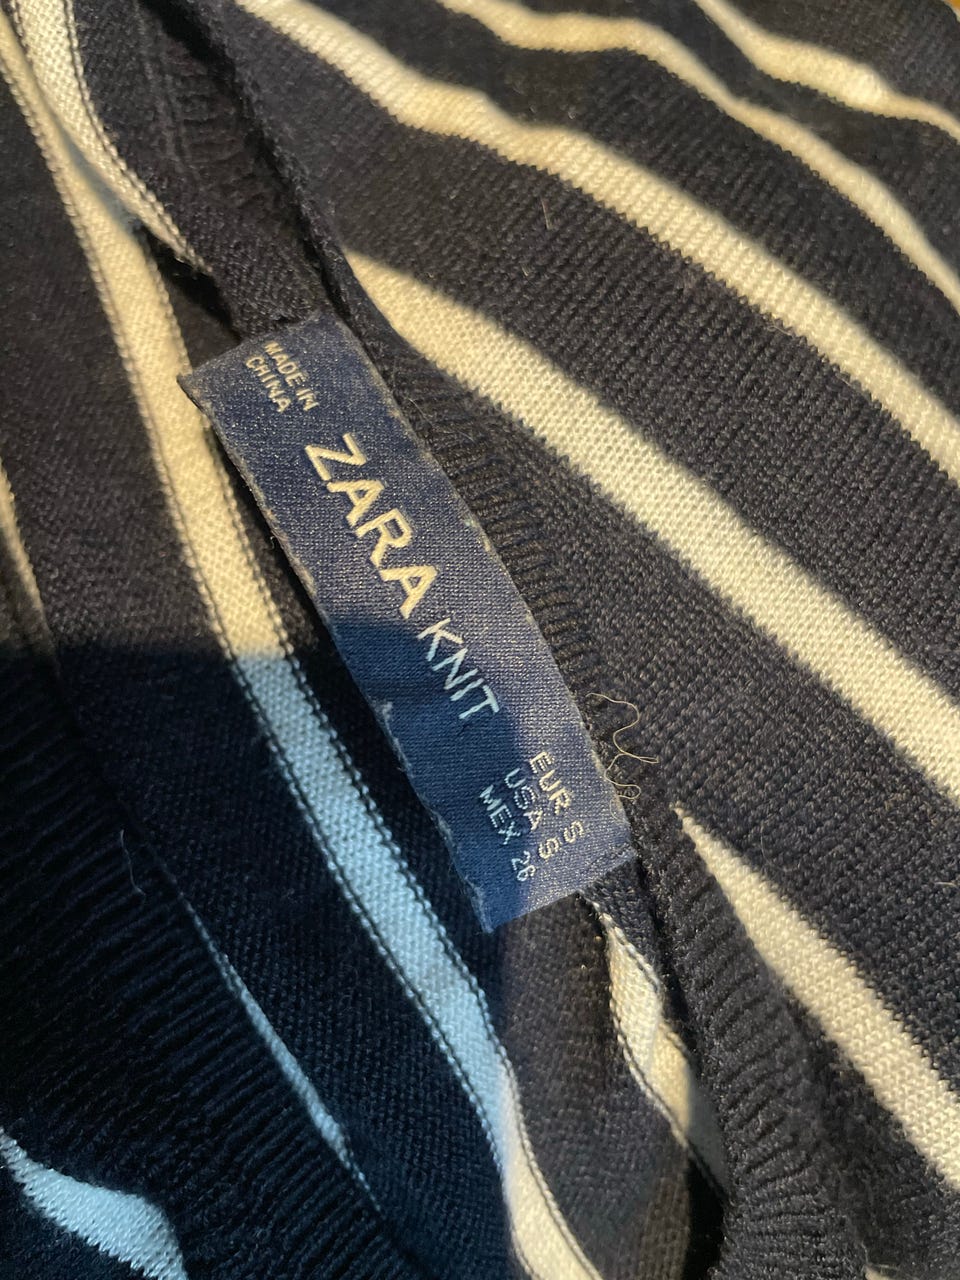 MADE IN
CHINA
ZARA KNIT
EUR S
USA S
MEX 26